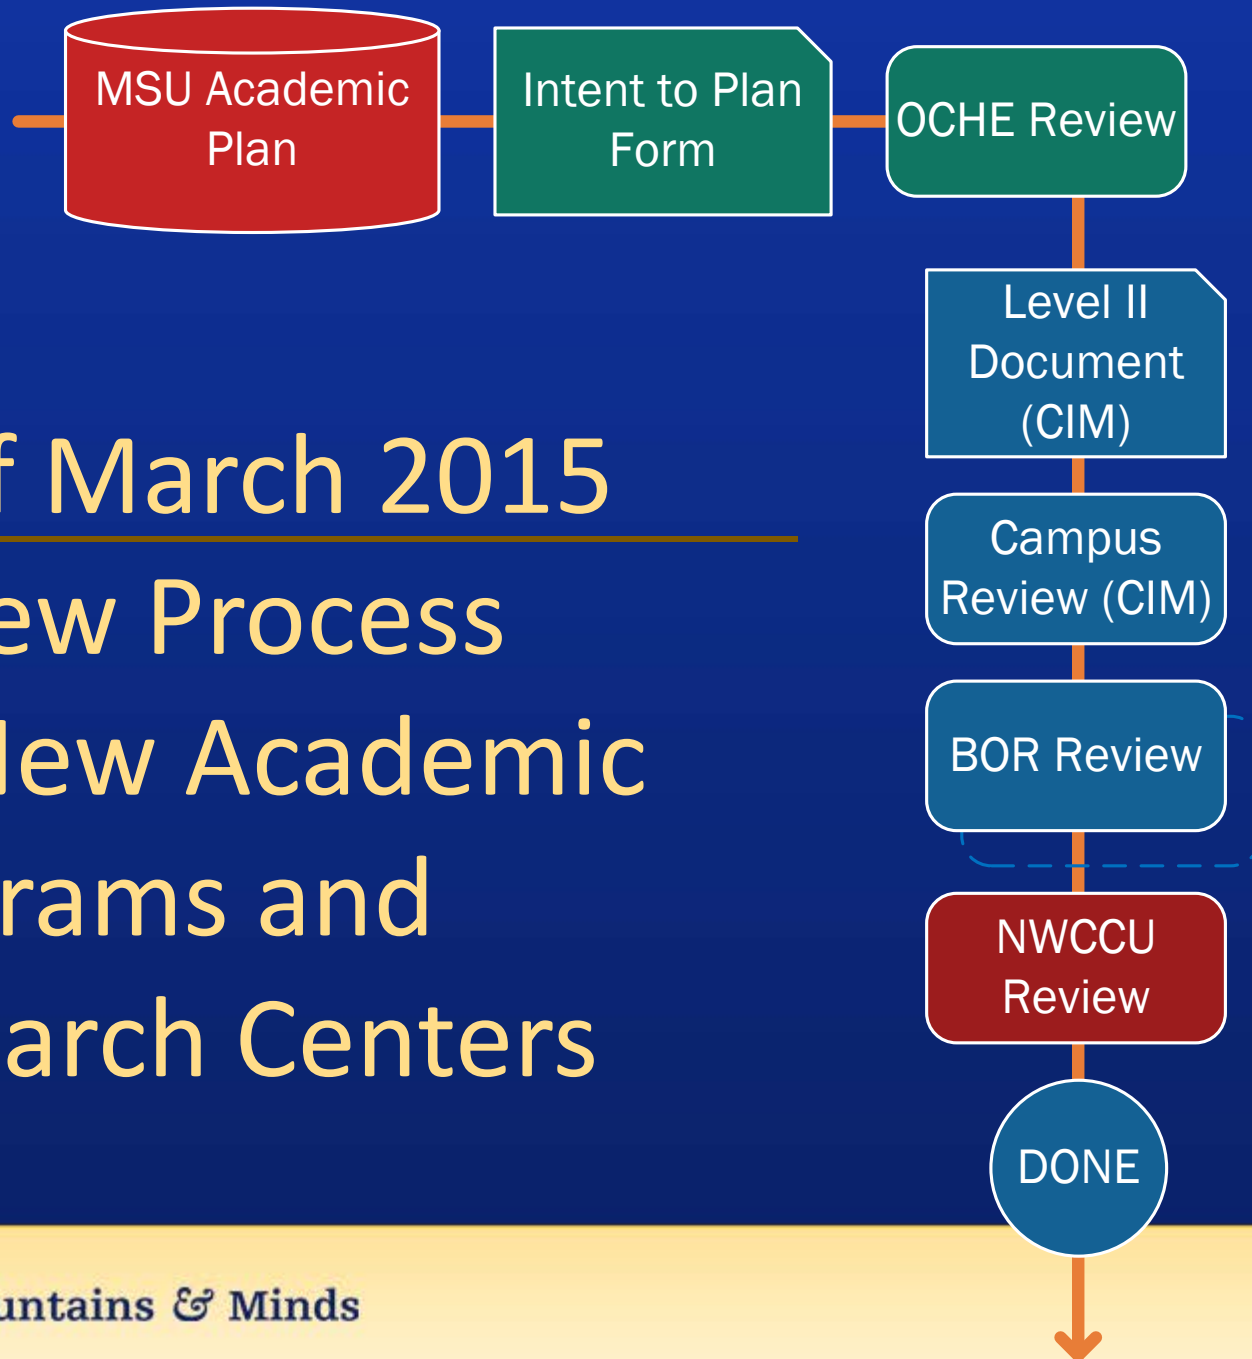 MSU Academic
Plan
Intent to Plan
Form
OCHE Review
Level II
Document
(CIM)
Campus
Review (CIM)
BOR Review
NWCCU
Review
DONE
f March 2015
ew Process
lew Academic
rams and
arch Centers
untains & Minds